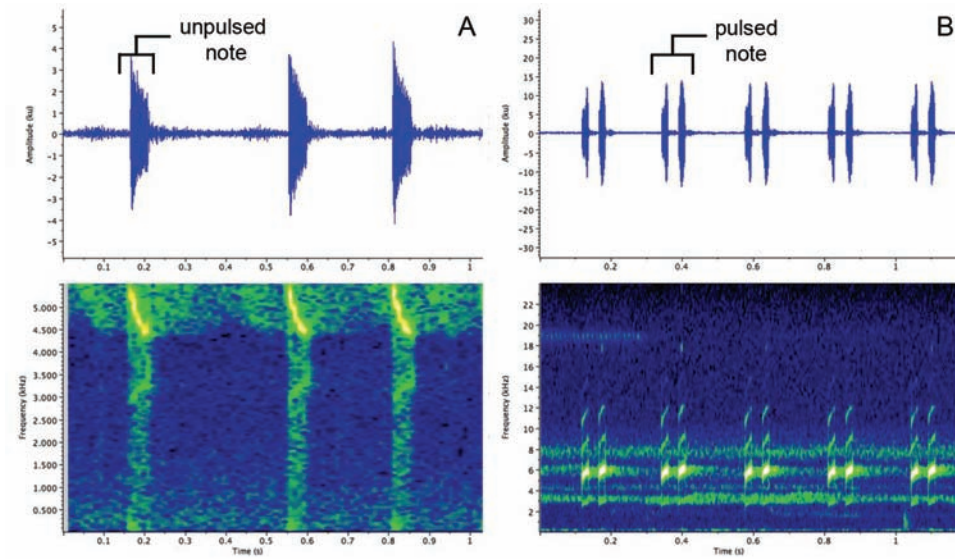 unpulsed
note
A
Amplitude (ku)
5
4
3
2
1
0
-1
-2
-3
-4
-5
0.1 0.2 0.3 0.4 0.5 0.6 0.7 0.8 0.9 1
pulsed
note
B
Amplitude (ku)
30
25
20
15
10
5
0
-5
-10
-15
-20
-25
-30
0.2 0.4 0.6 0.8 1
Frequency (kHz)
5.000
4.500
4.000
3.500
3.000
2.500
2.000
1.500
1.000
0.500
0.1 0.2 0.3 0.4 0.5 0.6 0.7 0.8 0.9 1
Time (s)
Frequency (kHz)
22
20
18
16
14
12
10
8
6
4
2
0.2 0.4 0.6 0.8 1
Time (s)